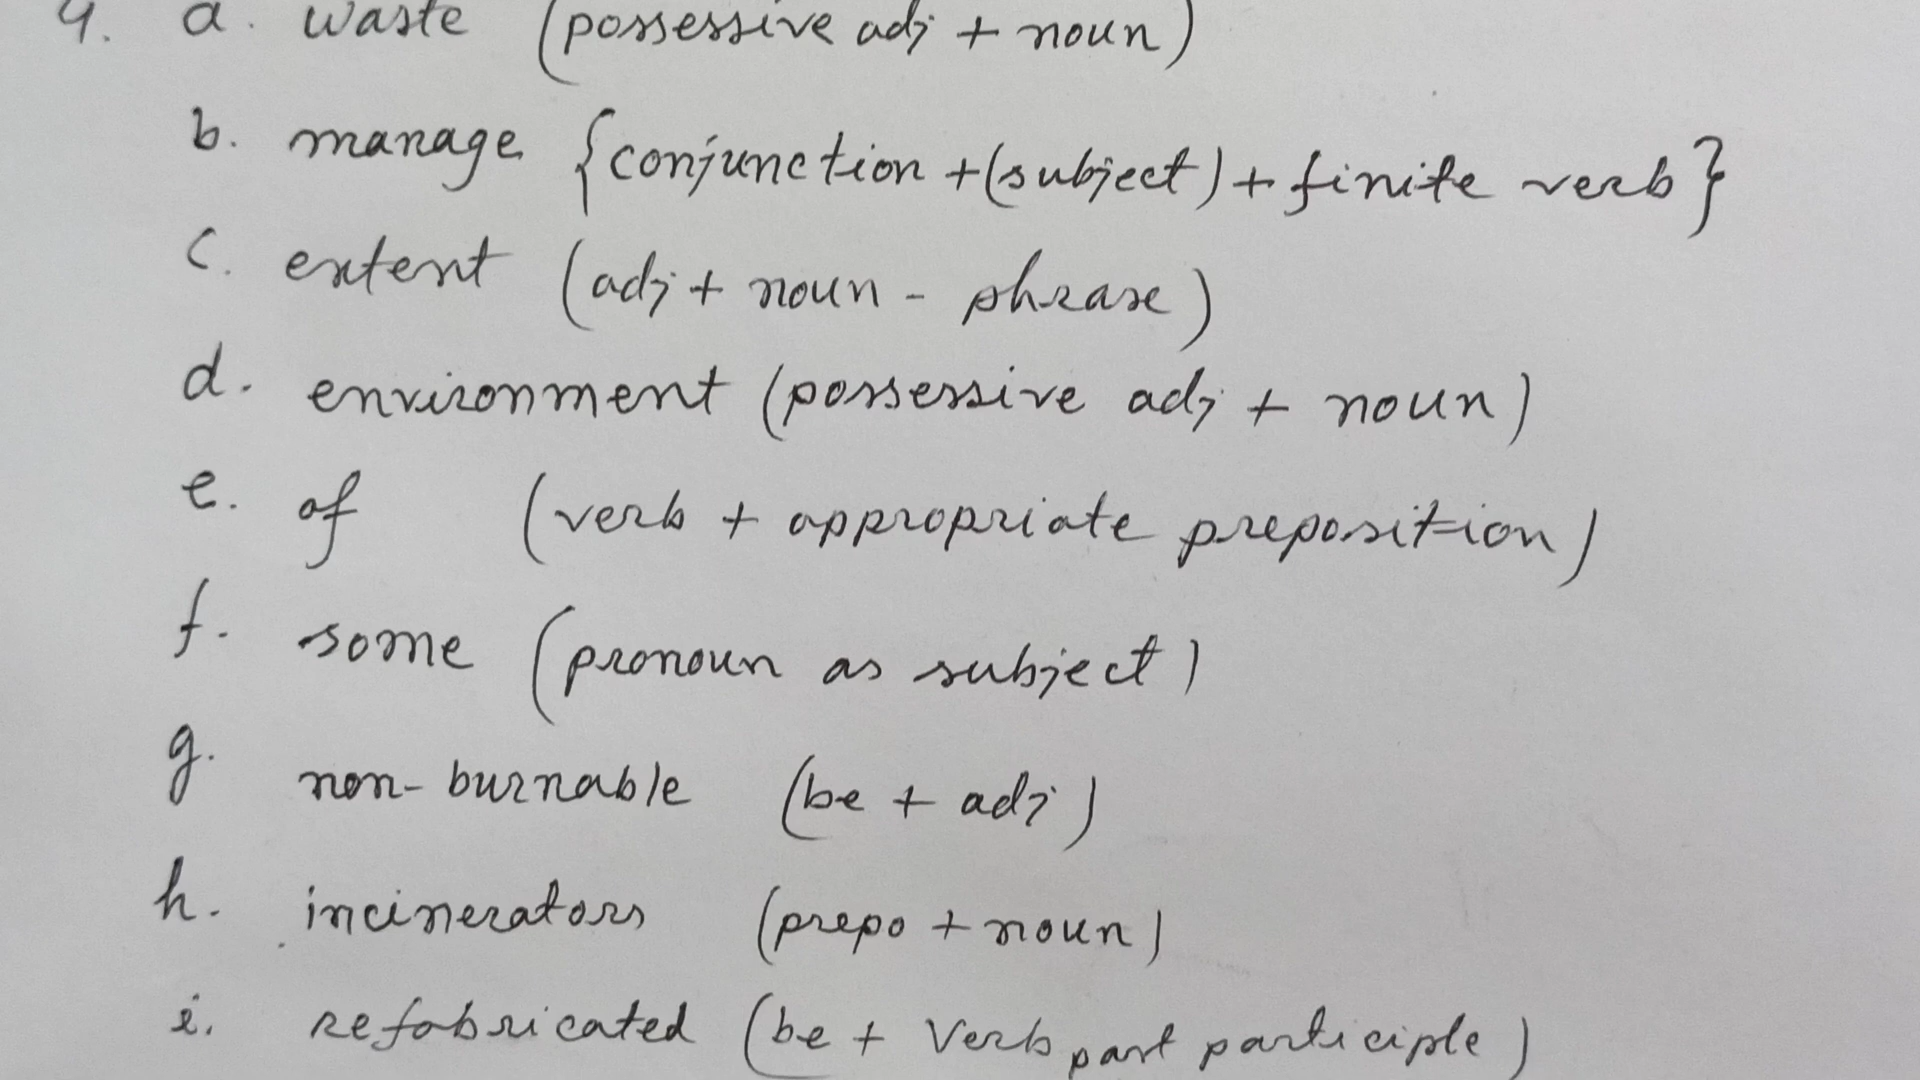 4. a. waste (possessive adj + noun)
b. manage {conjunction +(subject) + finite verb}
c. extent (adj + noun - phrase)
d. environment (possessive adj + noun)
e. of (verb + appropriate preposition)
f. some (pronoun as subject)
g. non-burnable (be + adj)
h. incinerators (prepo + noun)
i. refabricated (be + Verb past participle)